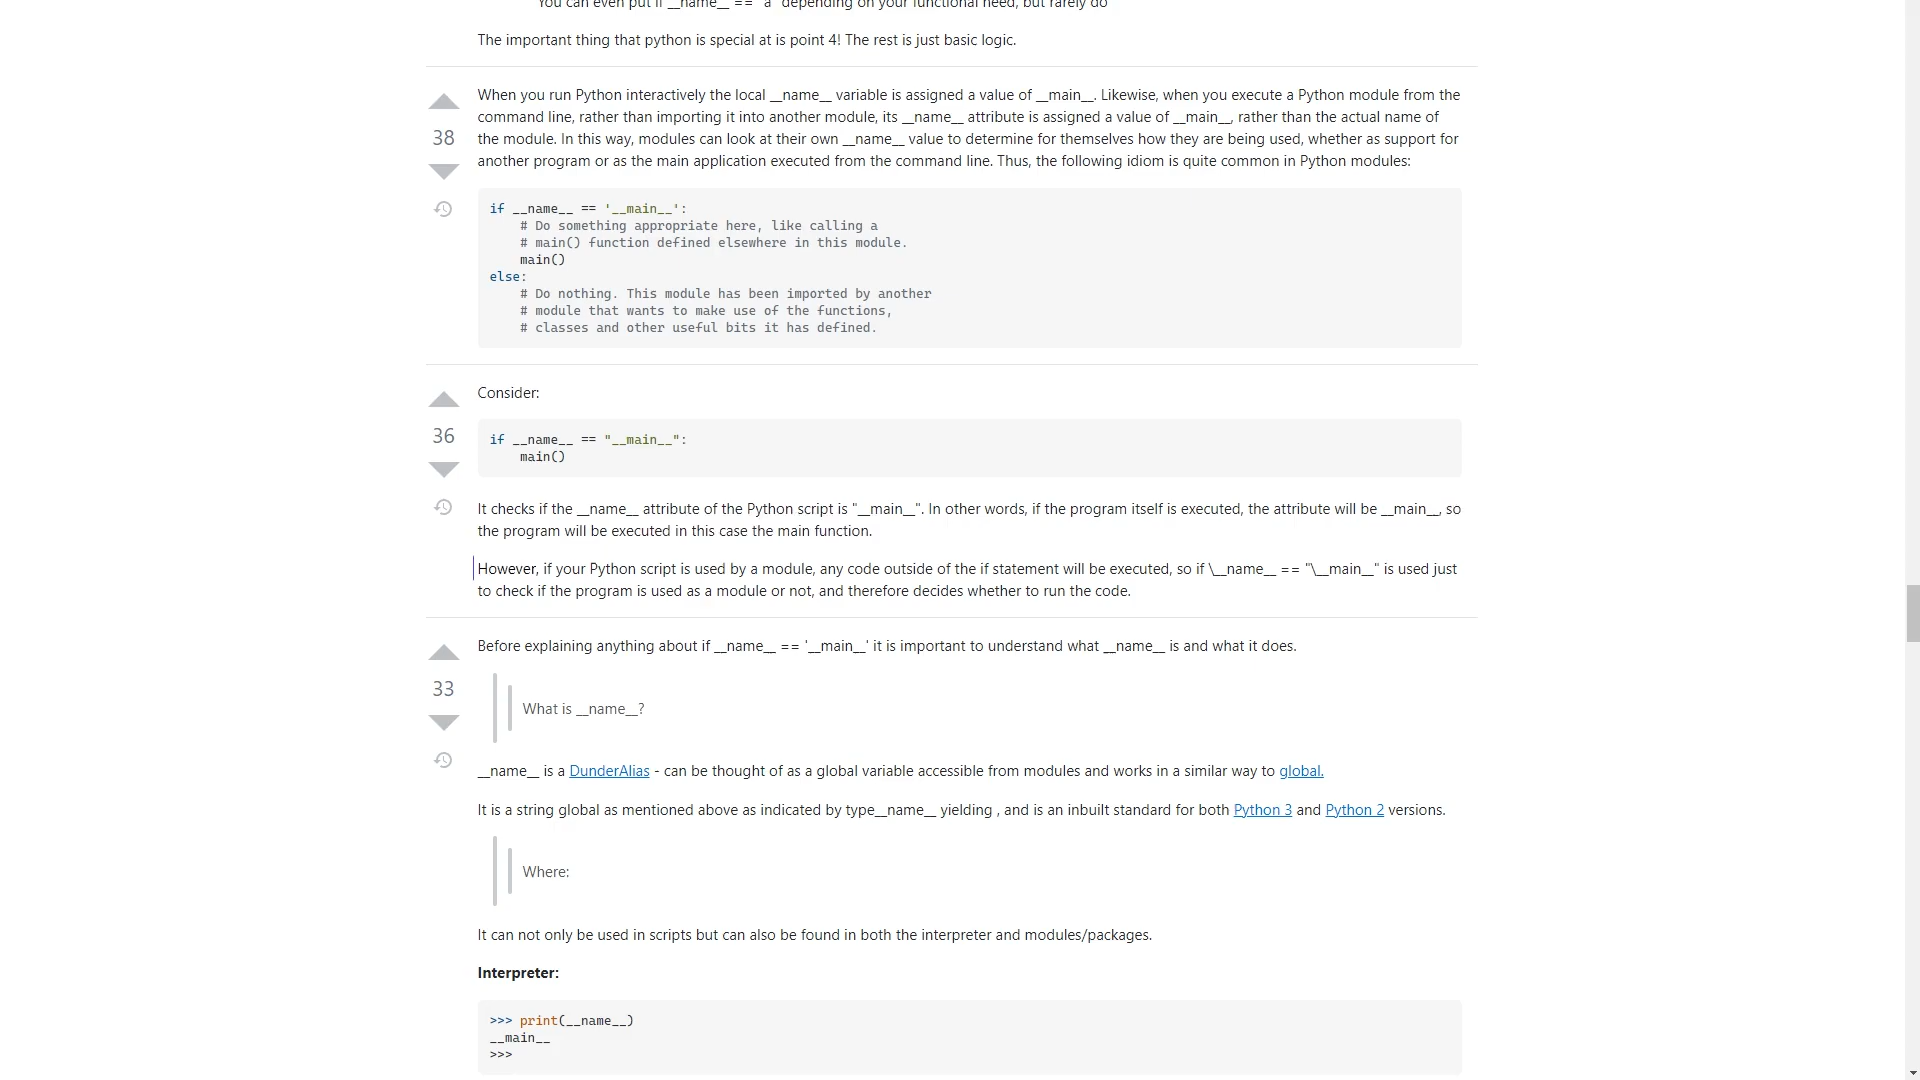 You can even put if __name__ == "a" depending on your functional need, but rarely do
The important thing that python is special at is point 4! The rest is just basic logic.
When you run Python interactively the local __name__ variable is assigned a value of __main__. Likewise, when you execute a Python module from the
command line, rather than importing it into another module, its __name__ attribute is assigned a value of __main__, rather than the actual name of
38
the module. In this way, modules can look at their own __name__ value to determine for themselves how they are being used, whether as support for
another program or as the main application executed from the command line. Thus, the following idiom is quite common in Python modules:
if __name__ == '__main__':
    # Do something appropriate here, like calling a
    # main() function defined elsewhere in this module.
    main()
else:
    # Do nothing. This module has been imported by another
    # module that wants to make use of the functions,
    # classes and other useful bits it has defined.
Consider:
36
if __name__ == "__main__":
    main()
It checks if the __name__ attribute of the Python script is "__main__". In other words, if the program itself is executed, the attribute will be __main__, so
the program will be executed in this case the main function.
However, if your Python script is used by a module, any code outside of the if statement will be executed, so if \__name__ == "\__main__" is used just
to check if the program is used as a module or not, and therefore decides whether to run the code.
Before explaining anything about if __name__ == '__main__' it is important to understand what __name__ is and what it does.
33
What is __name__?
__name__ is a DunderAlias - can be thought of as a global variable accessible from modules and works in a similar way to global.
It is a string global as mentioned above as indicated by type__name__ yielding , and is an inbuilt standard for both Python 3 and Python 2 versions.
Where:
It can not only be used in scripts but can also be found in both the interpreter and modules/packages.
Interpreter:
>>> print(__name__)
__main__
>>>